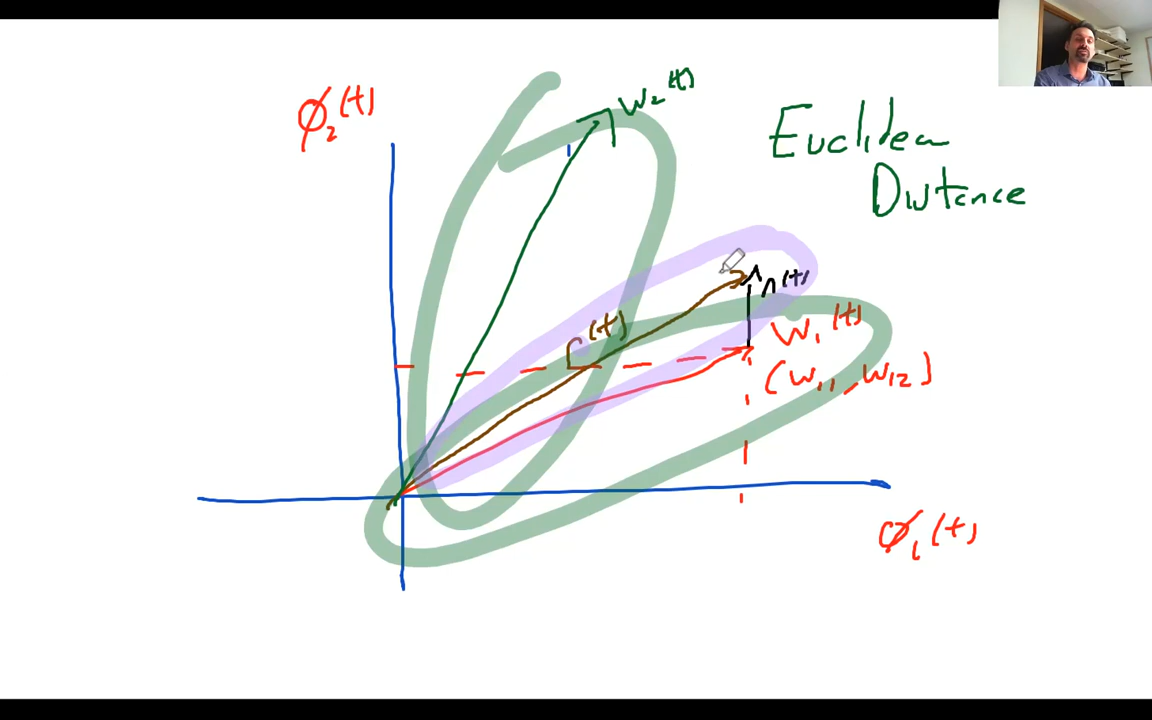 W₂(t)
ϕ₂(t)
Euclidean
Distance
n(t)
r(t)
W₁(t)
(W₁₁, W₁₂)
ϕ₁(t)